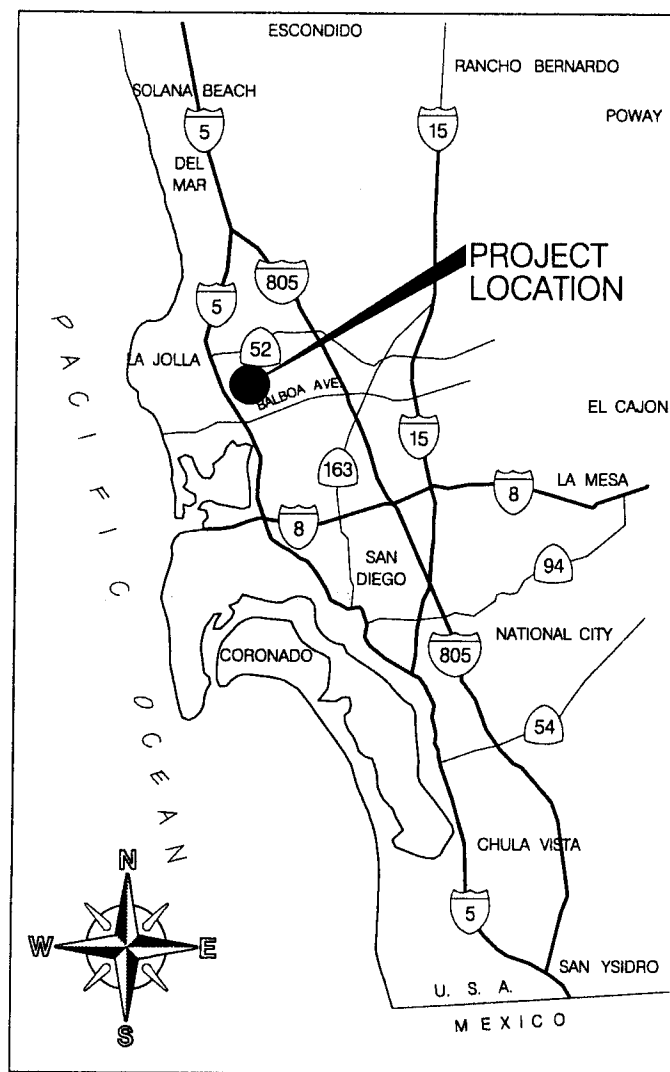 ESCONDIDO
RANCHO BERNARDO
SOLANA BEACH
POWAY
5
15
DEL
MAR
PROJECT
LOCATION
805
5
52
LA JOLLA
BALBOA AVE.
EL CAJON
15
163
LA MESA
8
8
SAN
DIEGO
94
NATIONAL CITY
CORONADO
805
54
PACIFIC
OCEAN
CHULA VISTA
5
SAN YSIDRO
U. S. A.
MEXICO
N
W
E
S